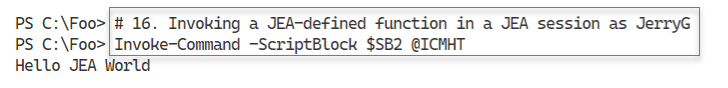 PS C:\Foo> # 16. Invoking a JEA-defined function in a JEA session as JerryG
PS C:\Foo> Invoke-Command -ScriptBlock $SB2 @ICMHT
Hello JEA World